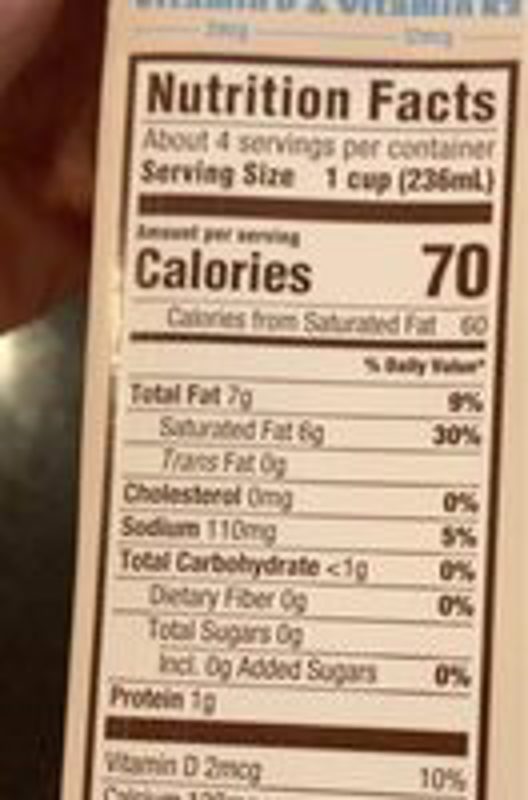 Vitamin D & Vitamin
Nutrition Facts
About 4 servings per container
Serving Size 1 cup (236mL)
Amount per serving
Calories 70
Calories from Saturated Fat 60
% Daily Value*
Total Fat 7g 9%
Saturated Fat 6g 30%
Trans Fat 0g
Cholesterol 0mg 0%
Sodium 110mg 5%
Total Carbohydrate <1g 0%
Dietary Fiber 0g 0%
Total Sugars 0g
Incl. 0g Added Sugars 0%
Protein 1g
Vitamin D 2mcg 10%
Calcium